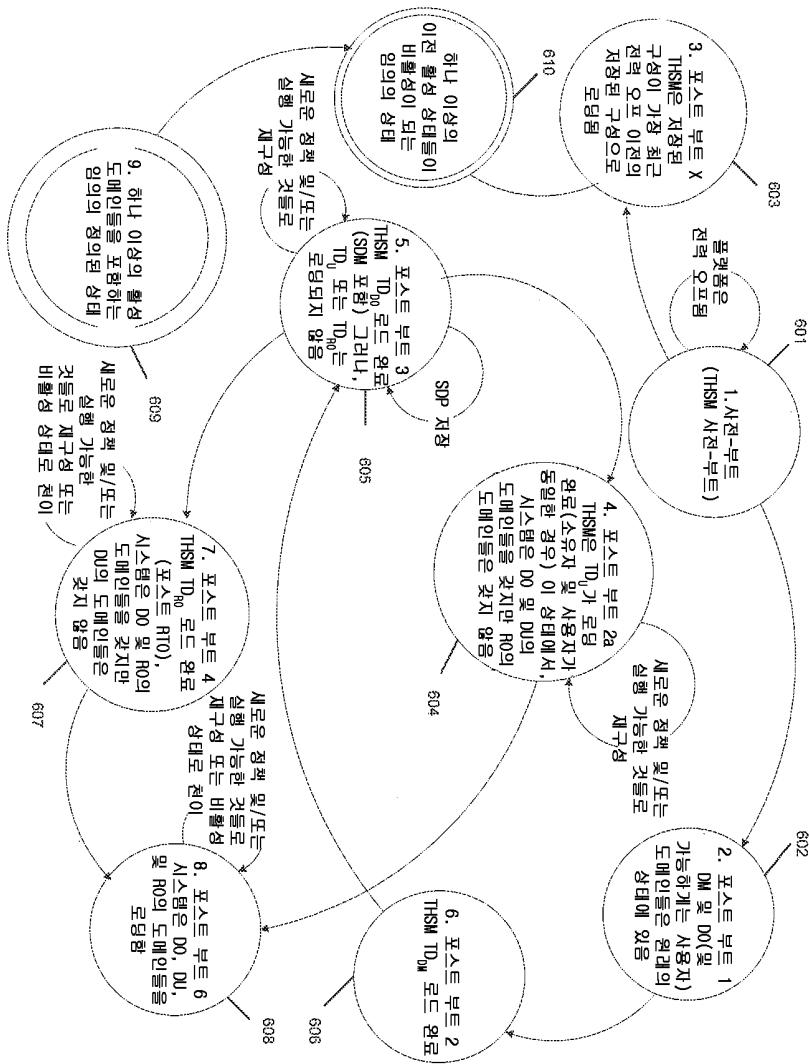 601
플랫폼은
전력 오프됨
1.사전-부트
(THSM 사전-부트)
602
2. 포스트 부트 1
DM 및 DO(및
가능하게는 사용자)
도메인들은 원래의
상태에 있음
603
3. 포스트 부트 X
THSM은 저장된
구성이 가장 최근
전력 오프 이전의
저장된 구성으로
로딩됨
604
4. 포스트 부트 2a
THSM은 TDU가 로딩
완료(소유자 및 사용자가
동일한 경우) 이 상태에서,
시스템은 DO 및 DU의
도메인들을 갖지만 RO의
도메인들은 갖지 않음
새로운 정책 및/또는
실행 가능한 것들로
재구성
605
5. 포스트 부트 3
THSM TDDO 로드 완료
(SDM 포함) 그러나,
TDU 또는 TDRO는
로딩되지 않음
SDP 저장
새로운 정책 및/또는
실행 가능한 것들로
재구성
606
6. 포스트 부트 2
THSM TDDM 로드 완료
607
7. 포스트 부트 4
THSM TDRO 로드 완료
(포스트 RTO),
시스템은 DO 및 RO의
도메인들을 갖지만
DU의 도메인들은
갖지 않음
새로운 정책 및/또는
실행 가능한
것들로 재구성 또는
비활성 상태로 천이
608
8. 포스트 부트 6
시스템은 DO, DU,
및 RO의 도메인들을
로딩함
새로운 정책 및/또는
실행 가능한 것들로
재구성 또는 비활성
상태로 천이
609
9. 하나 이상의 활성
도메인들을 포함하는
임의의 정의된 상태
610
하나 이상의
이전 활성 상태들이
비활성이 되는
임의의 상태